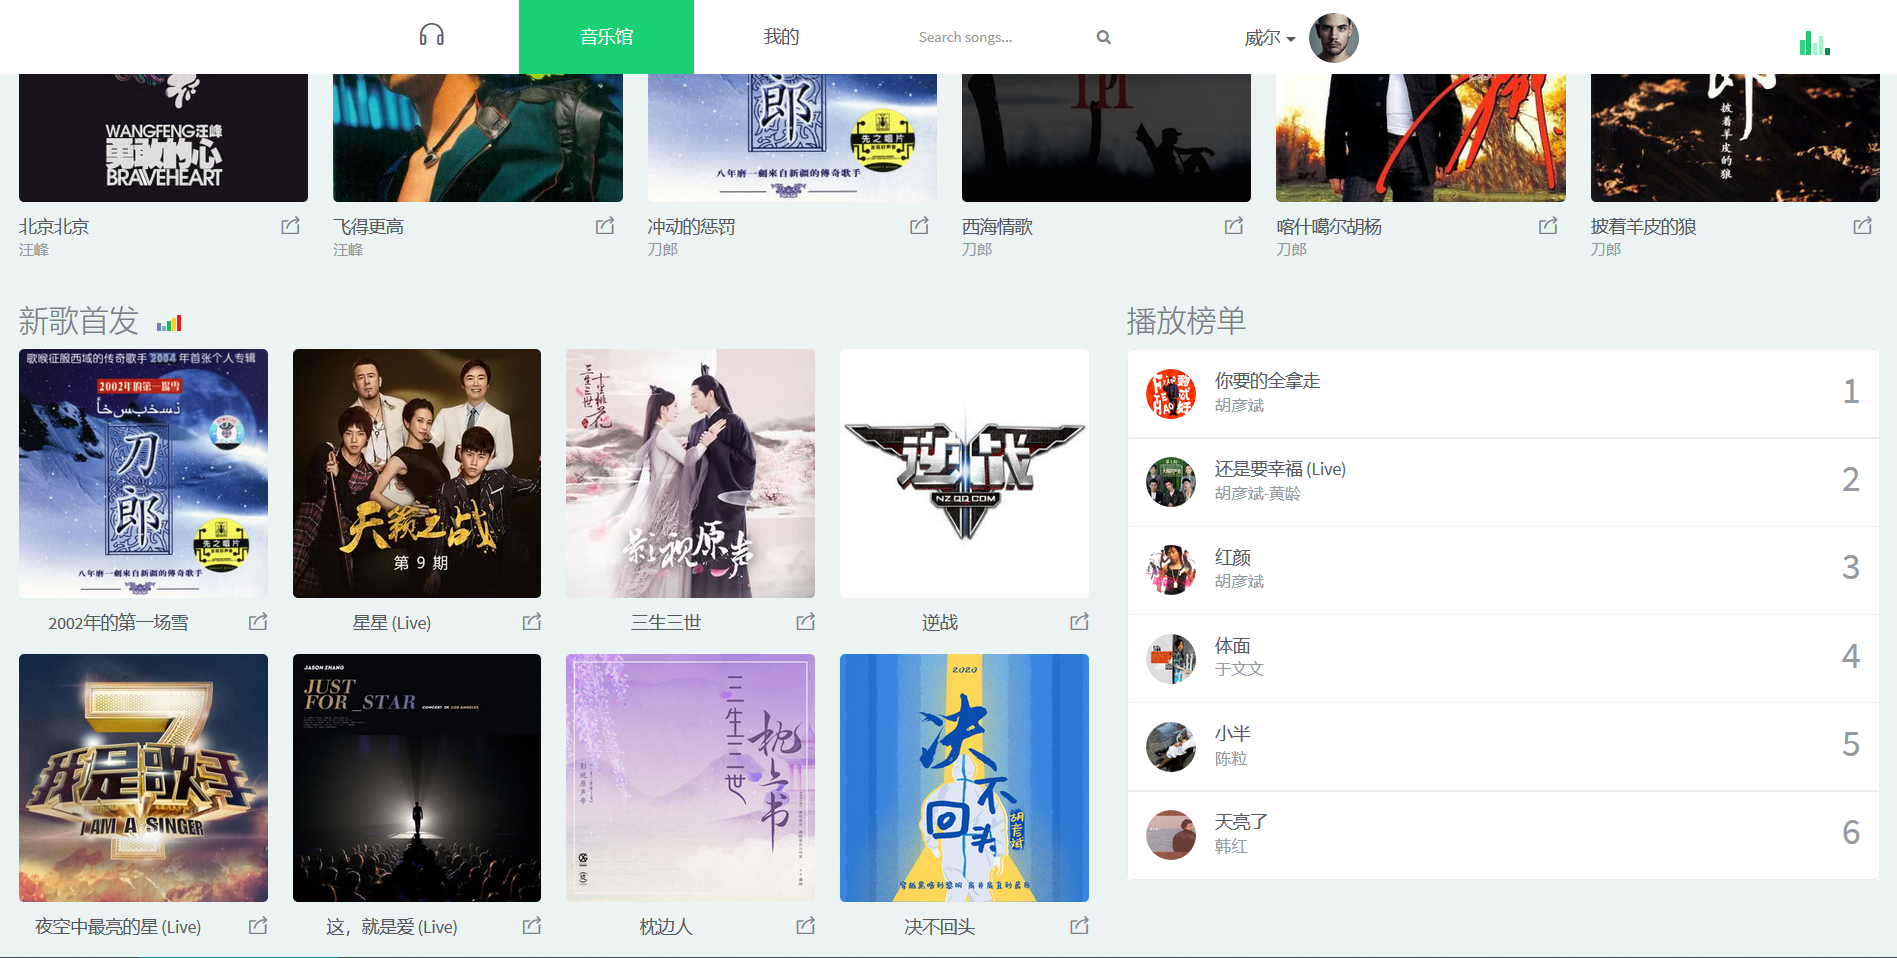 音乐馆
我的
Search songs...
威尔
WANGFENG汪峰
勇敢的心
BRAVEHEART
郎
先之唱片
八年磨一劍來自新疆的傳奇歌手
披着羊皮的狼
北京北京
汪峰
飞得更高
汪峰
冲动的惩罚
刀郎
西海情歌
刀郎
喀什噶尔胡杨
刀郎
披着羊皮的狼
刀郎
新歌首发
歌喉征服西域的传奇歌手 2004 年首张个人专辑
2002年的第一場雪
刀郎
先之唱片
八年磨一劍來自新疆的傳奇歌手
天籁之战
第 9 期
三生三世
十里桃花
影视原声
逆战
NZ.QQ.COM
2002年的第一场雪
星星 (Live)
三生三世
逆战
我是歌手
I AM A SINGER
JASON ZHANG
JUST
FOR _STAR
CONCERT IN LOS ANGELES
三生三世
枕上书
影视原声带
2020
决不回头
胡彦斌
夜空中最亮的星 (Live)
这，就是爱 (Live)
枕边人
决不回头
播放榜单
你要的全拿走
胡彦斌
1
还是要幸福 (Live)
胡彦斌-黄龄
2
红颜
胡彦斌
3
体面
于文文
4
小半
陈粒
5
天亮了
韩红
6